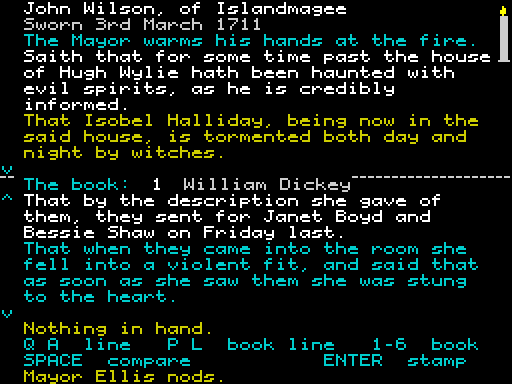 John Wilson, of Islandmagee
Sworn 3rd March 1711
The Mayor warms his hands at the fire.
Saith that for some time past the house
of Hugh Wylie hath been haunted with
evil spirits, as he is credibly
informed.
That Isobel Halliday, being now in the
said house, is tormented both day and
night by witches.
v
The book: 1 William Dickey
^ That by the description she gave of
them, they sent for Janet Boyd and
Bessie Shaw on Friday last.
That when they came into the room she
fell into a violent fit, and said that
as soon as she saw them she was stung
to the heart.
v
Nothing in hand.
Q A line P L book line 1-6 book
SPACE compare ENTER stamp
Mayor Ellis nods.